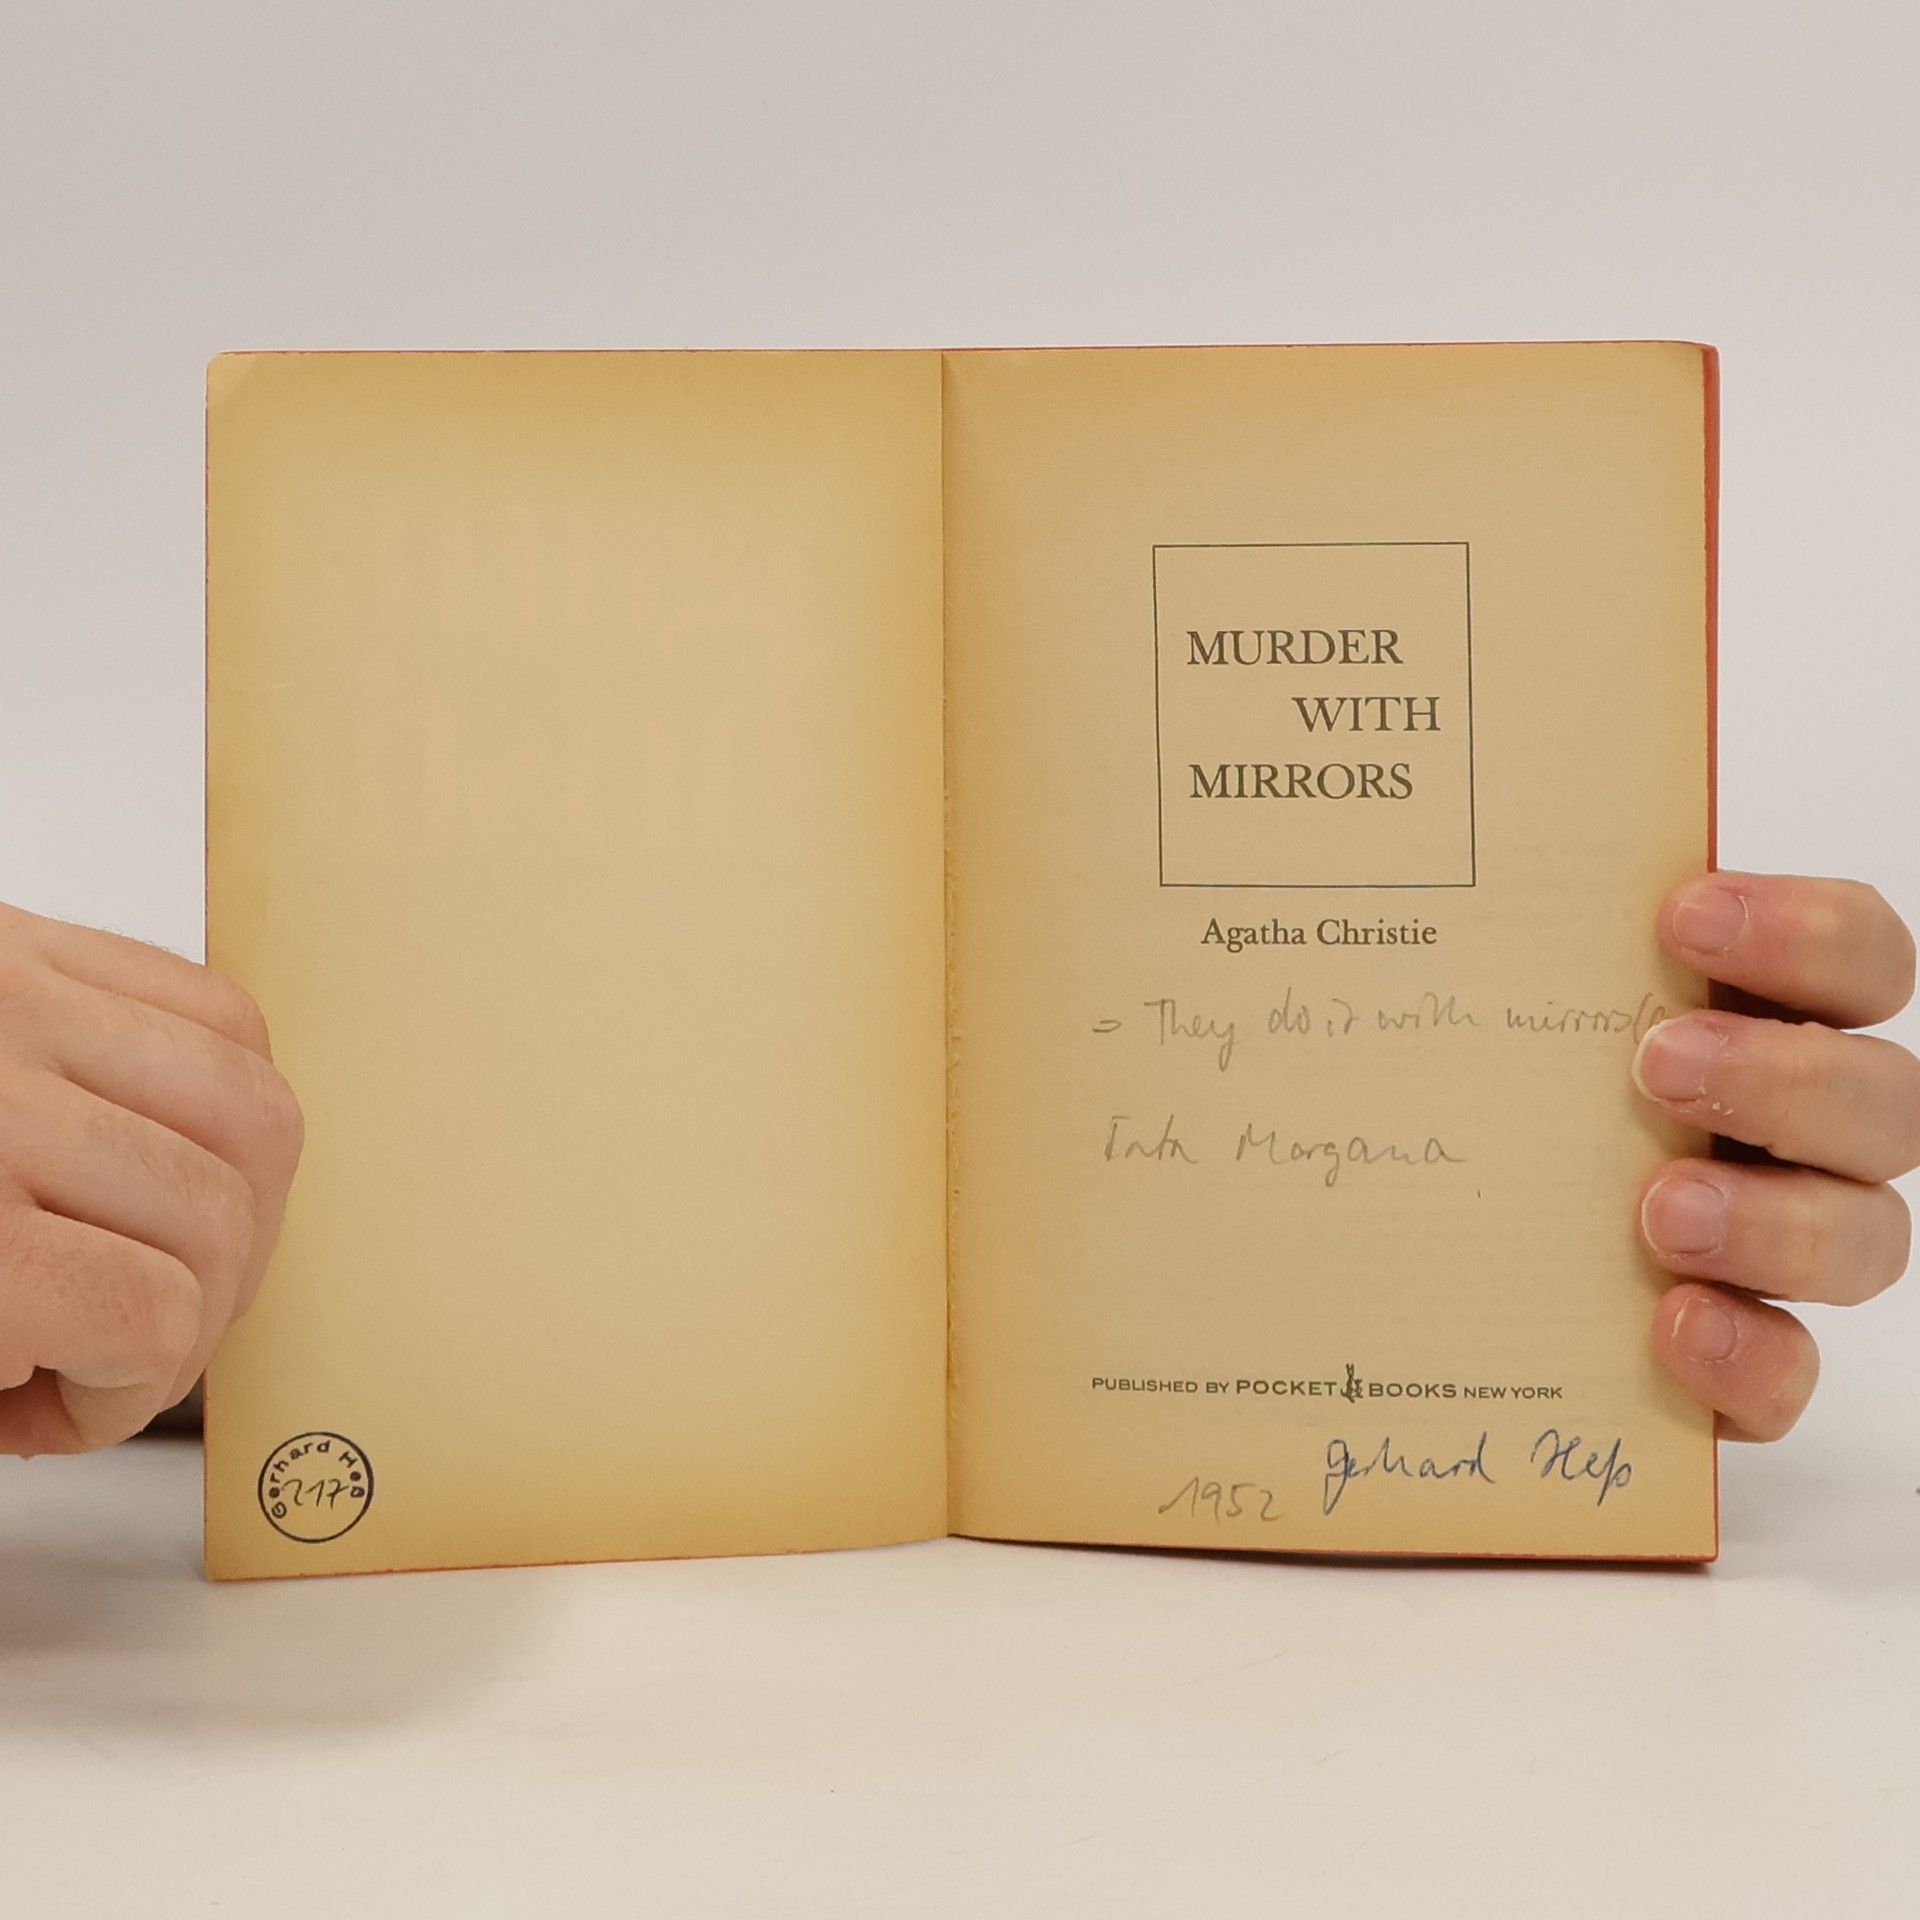 MURDER
WITH
MIRRORS
Agatha Christie
= They do it with mirrors
Fata Morgana
PUBLISHED BY POCKET BOOKS NEW YORK
Gerhard Heß
1952
Gerhard Heß
217